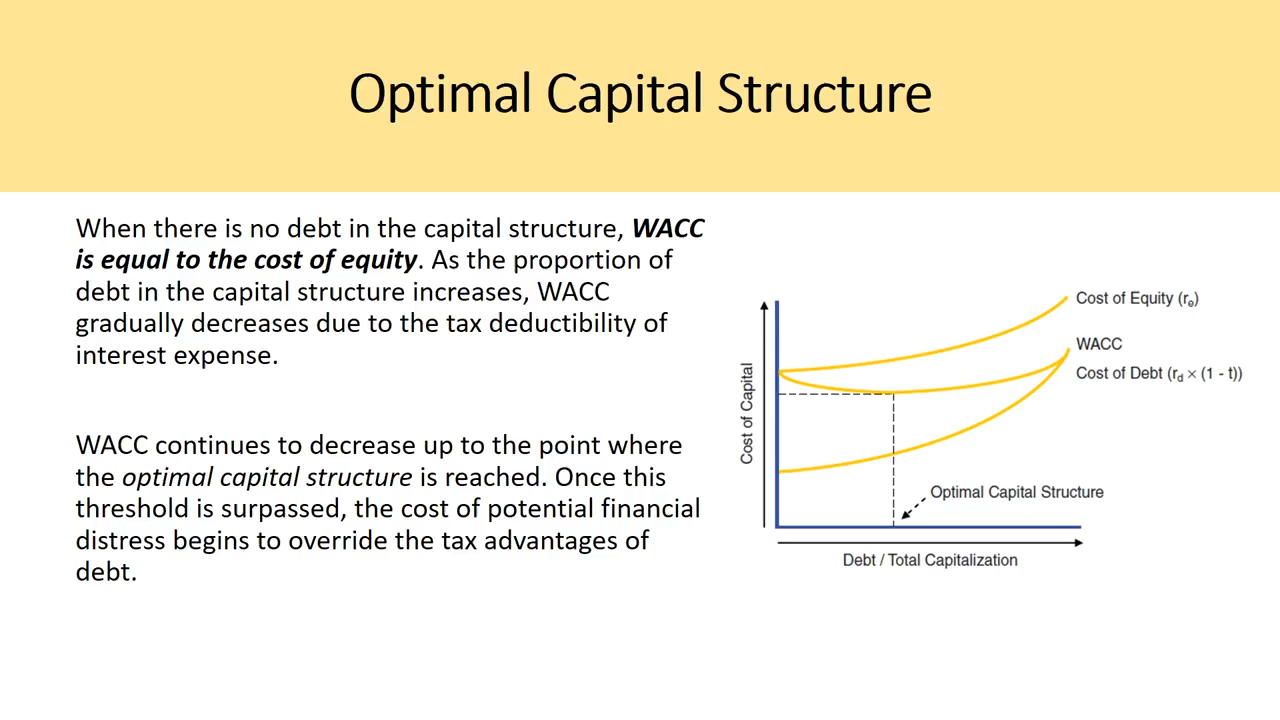 Optimal Capital Structure
When there is no debt in the capital structure, WACC
is equal to the cost of equity. As the proportion of
debt in the capital structure increases, WACC
gradually decreases due to the tax deductibility of
interest expense.
WACC continues to decrease up to the point where
the optimal capital structure is reached. Once this
threshold is surpassed, the cost of potential financial
distress begins to override the tax advantages of
debt.
Cost of Capital
Cost of Equity (re)
WACC
Cost of Debt (rd × (1 - t))
Optimal Capital Structure
Debt / Total Capitalization